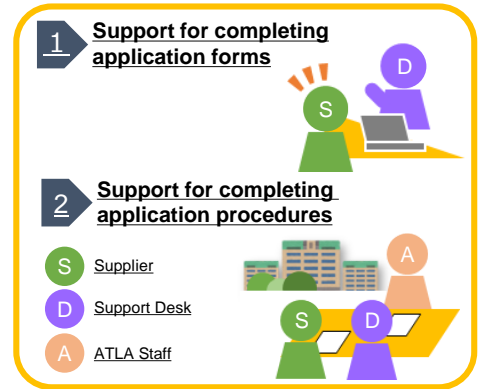 1
Support for completing
application forms
D
S
2
Support for completing
application procedures
A
S Supplier
D Support Desk
S D
A ATLA Staff